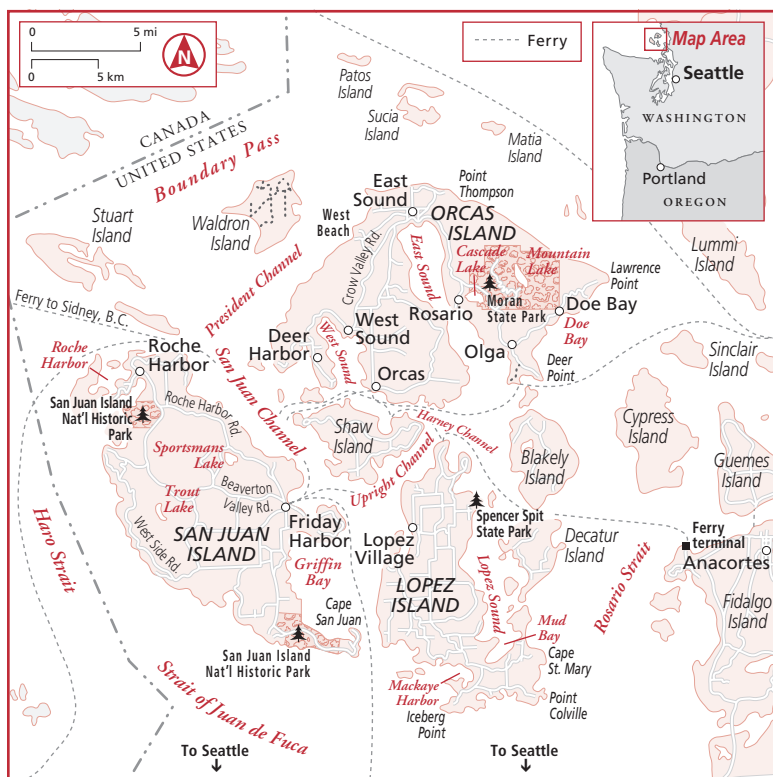 0
5 mi
0
5 km
N
Ferry
Map Area
Seattle
WASHINGTON
Portland
OREGON
CANADA
UNITED STATES
Boundary Pass
Patos
Island
Sucia
Island
Matia
Island
Stuart
Island
Waldron
Island
West
Beach
East
Sound
Point
Thompson
ORCAS
ISLAND
Crow Valley Rd.
East Sound
Cascade
Lake
Mountain
Lake
Moran
State Park
Lawrence
Point
Lummi
Island
President Channel
Ferry to Sidney, B.C.
Rosario
Doe Bay
Doe
Bay
Olga
Deer
Point
West
Sound
West Sound
Deer
Harbor
Orcas
Sinclair
Island
Roche
Harbor
Roche
Harbor
San Juan Channel
San Juan Island
Nat'l Historic
Park
Roche Harbor Rd.
Shaw
Island
Harney Channel
Cypress
Island
Guemes
Island
Blakely
Island
Sportsmans
Lake
Upright Channel
Trout
Lake
Beaverton
Valley Rd.
Haro Strait
West Side Rd.
SAN JUAN
ISLAND
Friday
Harbor
Lopez
Village
Spencer Spit
State Park
Decatur
Island
Ferry
terminal
Anacortes
Fidalgo
Island
Griffin
Bay
LOPEZ
ISLAND
Lopez Sound
Rosario Strait
Cape
San Juan
San Juan Island
Nat'l Historic Park
Mud
Bay
Cape
St. Mary
Mackaye
Harbor
Iceberg
Point
Point
Colville
Strait of Juan de Fuca
To Seattle
To Seattle